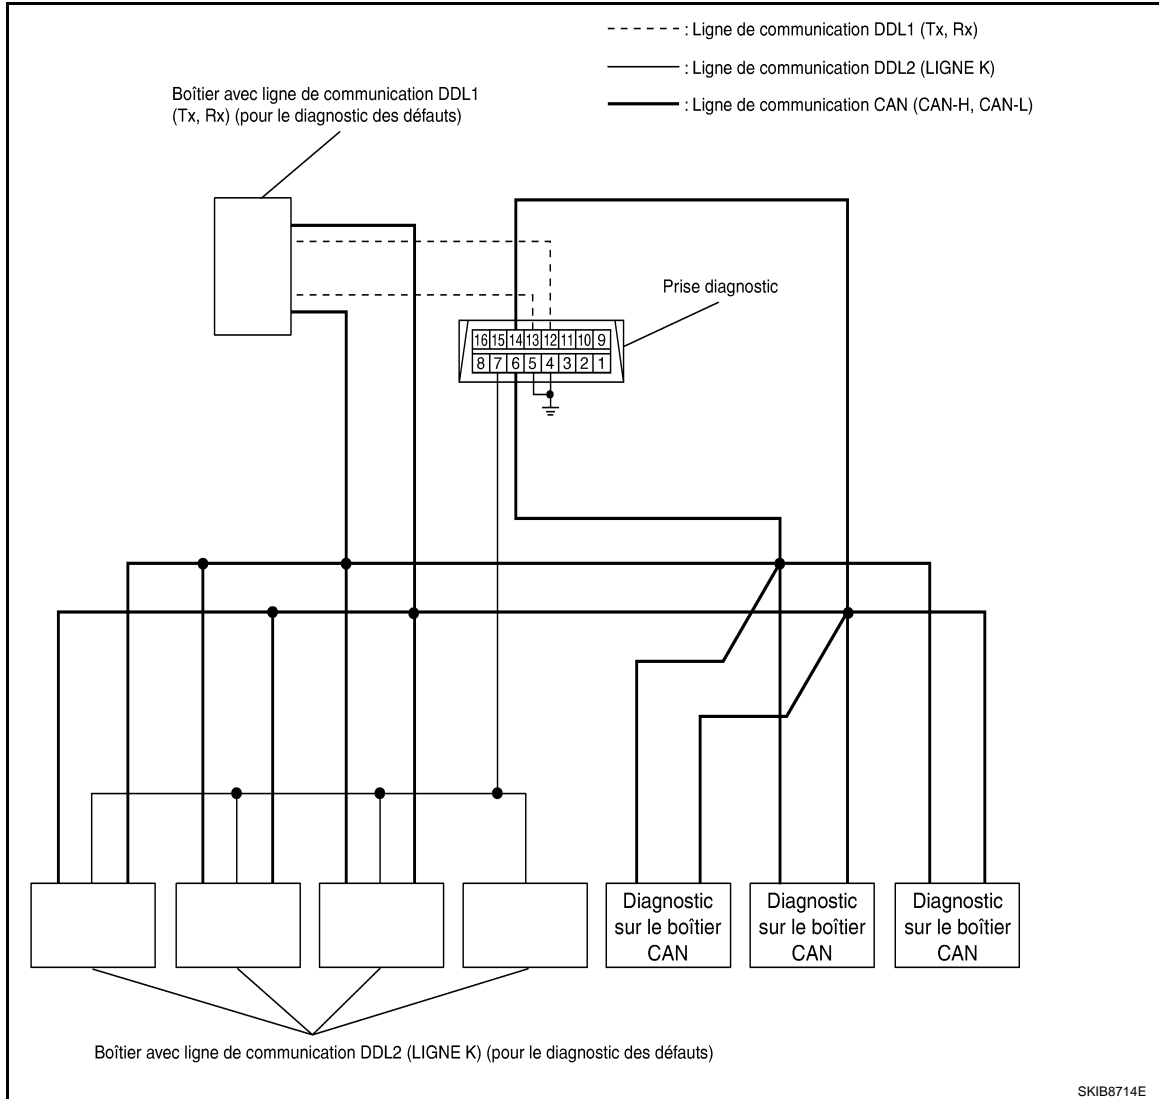 : Ligne de communication DDL1 (Tx, Rx)
: Ligne de communication DDL2 (LIGNE K)
: Ligne de communication CAN (CAN-H, CAN-L)
Boîtier avec ligne de communication DDL1
(Tx, Rx) (pour le diagnostic des défauts)
Prise diagnostic
16 15 14 13 12 11 10 9
8 7 6 5 4 3 2 1
Diagnostic
sur le boîtier
CAN
Diagnostic
sur le boîtier
CAN
Diagnostic
sur le boîtier
CAN
Boîtier avec ligne de communication DDL2 (LIGNE K) (pour le diagnostic des défauts)
SKIB8714E